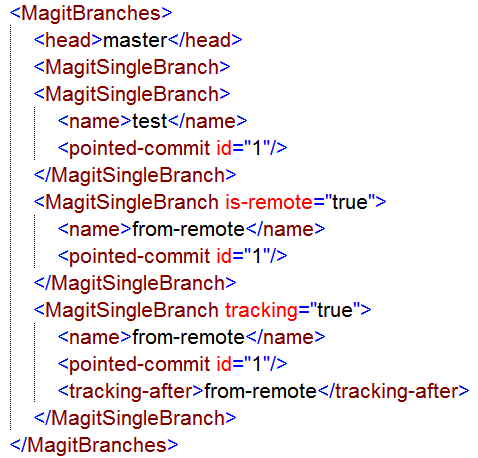 <MagitBranches>
<head>master</head>
<MagitSingleBranch>
<MagitSingleBranch>
<name>test</name>
<pointed-commit id="1"/>
</MagitSingleBranch>
<MagitSingleBranch is-remote="true">
<name>from-remote</name>
<pointed-commit id="1"/>
</MagitSingleBranch>
<MagitSingleBranch tracking="true">
<name>from-remote</name>
<pointed-commit id="1"/>
<tracking-after>from-remote</tracking-after>
</MagitSingleBranch>
</MagitBranches>